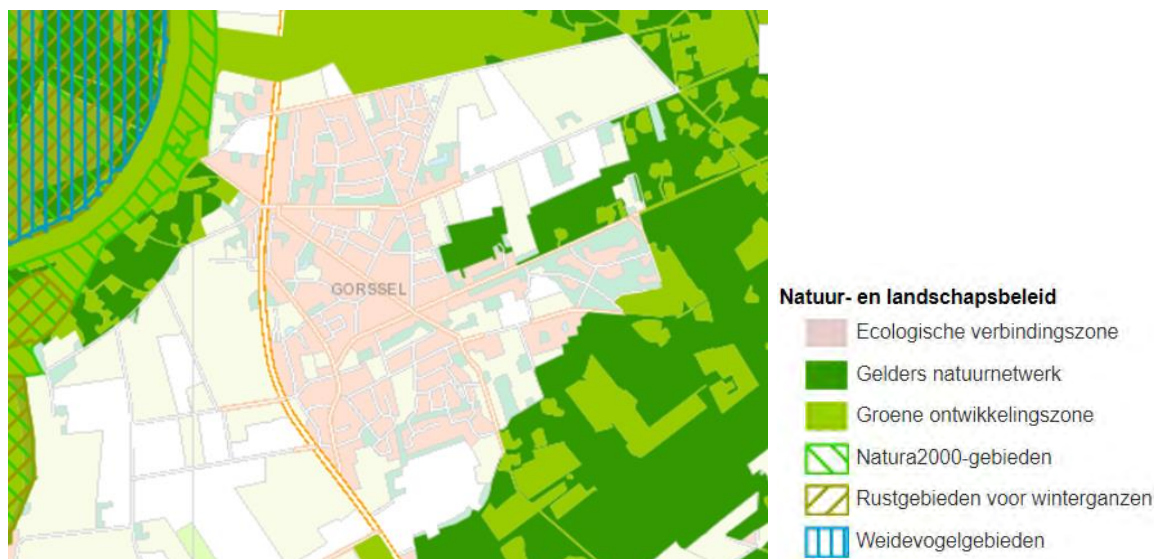 GORSSEL
Natuur- en landschapsbeleid
Ecologische verbindingszone
Gelders natuurnetwerk
Groene ontwikkelingszone
Natura2000-gebieden
Rustgebieden voor winterganzen
Weidevogelgebieden